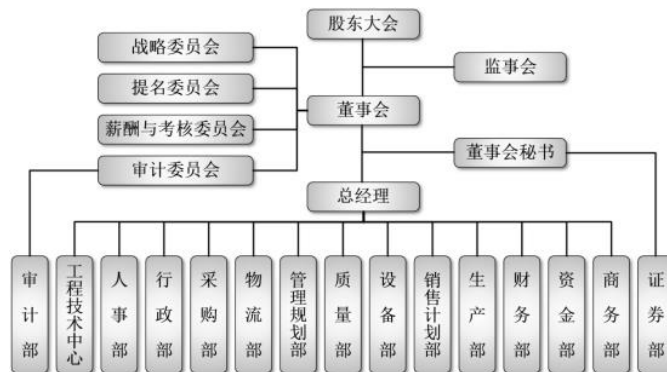 股东大会
战略委员会
监事会
提名委员会
董事会
薪酬与考核委员会
董事会秘书
审计委员会
总经理
审计部
工程技术中心
人事部
行政部
采购部
物流部
管理规划部
质量部
设备部
销售计划部
生产部
财务部
资金部
商务部
证券部